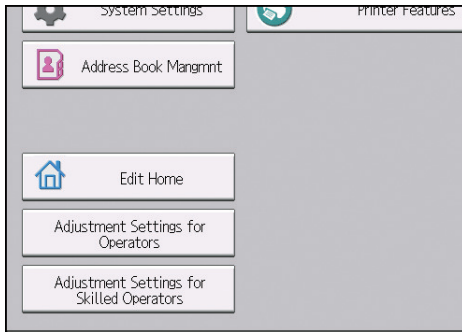 System Settings
Printer Features
Address Book Mangmnt
Edit Home
Adjustment Settings for
Operators
Adjustment Settings for
Skilled Operators